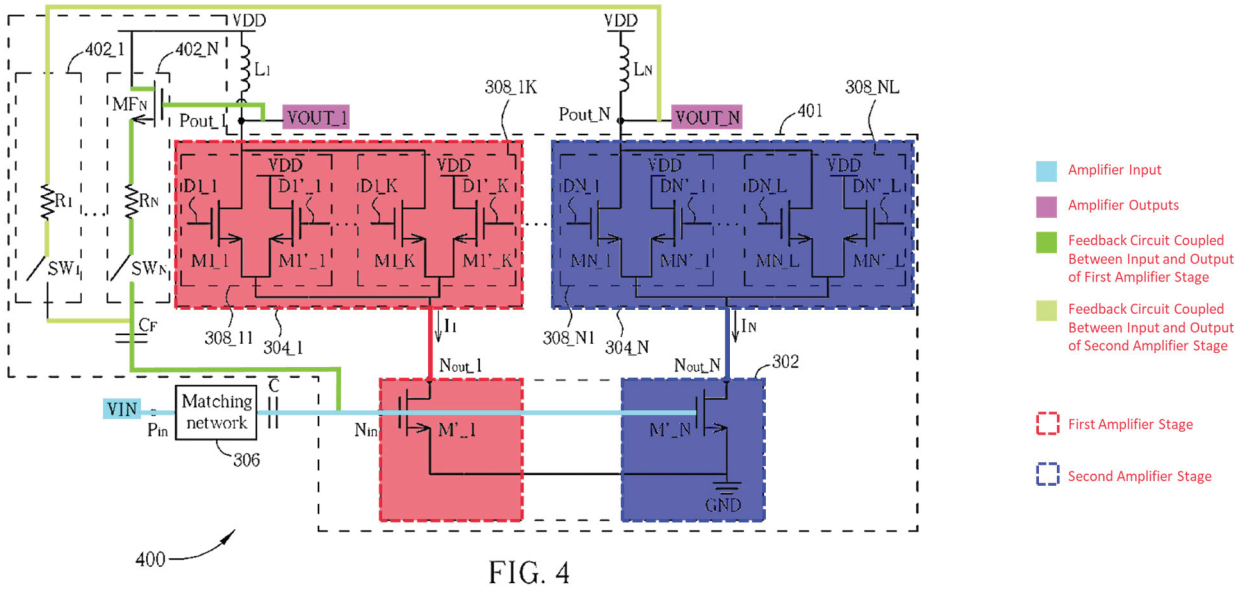 VDD
VDD
402_1
402_N
L1
LN
308_1K
308_NL
MFN
Pout_1
VOUT_1
Pout_N
VOUT_N
401
VDD
VDD
VDD
VDD
D1_1
D1'_1
D1_K
D1'_K
DN_1
DN'_1
DN_L
DN'_L
R1
RN
M1_1
M1'_1
M1_K
M1'_K
MN_1
MN'_1
MN_L
MN'_L
SW1
SWN
CF
308_11
304_1
I1
308_N1
304_N
IN
Nout_1
Nout_N
302
VIN
Pin
Matching
network
C
Nin
M'_1
M'_N
306
GND
400
FIG. 4
Amplifier Input
Amplifier Outputs
Feedback Circuit Coupled
Between Input and Output
of First Amplifier Stage
Feedback Circuit Coupled
Between Input and Output
of Second Amplifier Stage
First Amplifier Stage
Second Amplifier Stage